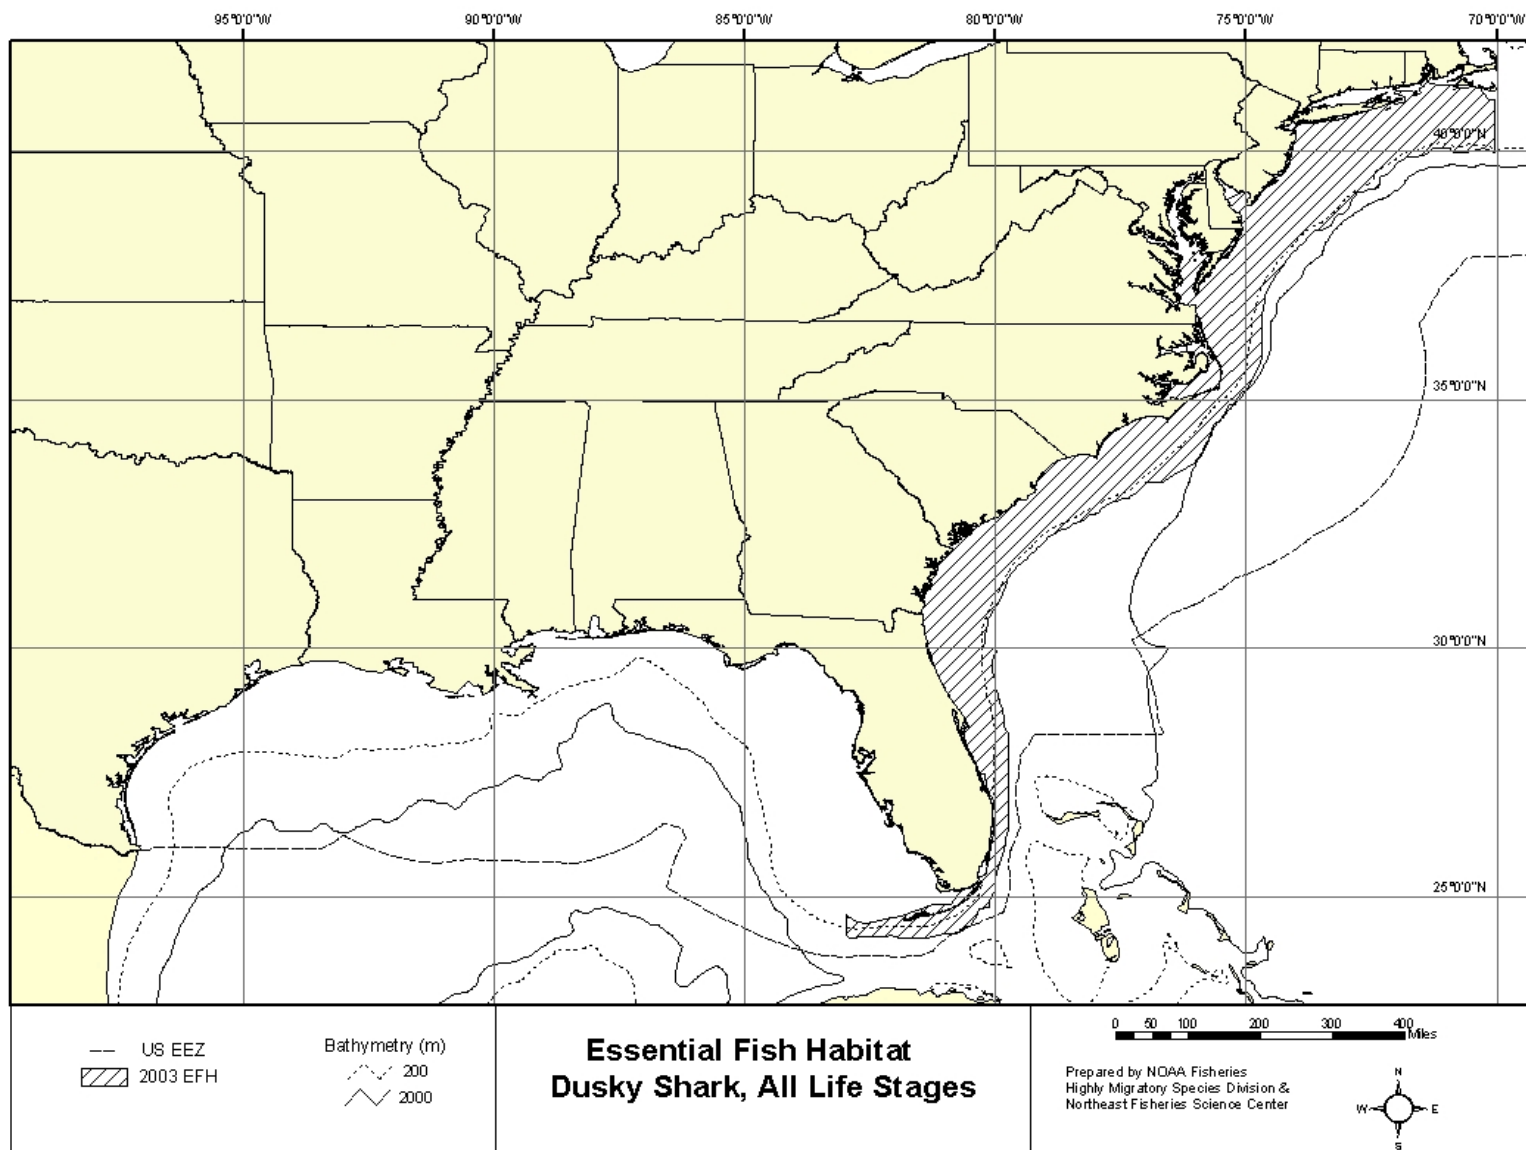 95°0'0"W 90°0'0"W 85°0'0"W 80°0'0"W 75°0'0"W 70°0'0"W
40°0'0"N
35°0'0"N
30°0'0"N
25°0'0"N
US EEZ
2003 EFH
Bathymetry (m)
200
2000
Essential Fish Habitat
Dusky Shark, All Life Stages
0 50 100 200 300 400
Miles
Prepared by NOAA Fisheries
Highly Migratory Species Division &
Northeast Fisheries Science Center
N
W E
S